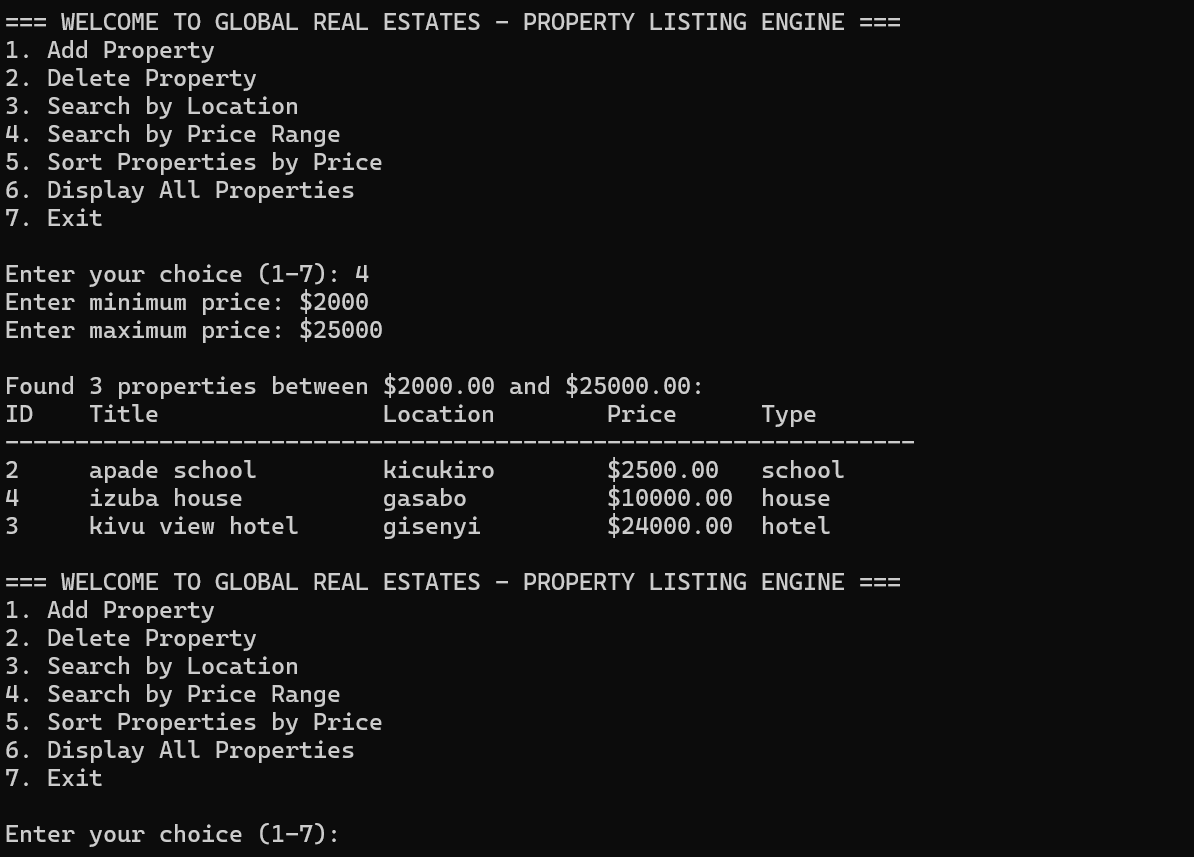 === WELCOME TO GLOBAL REAL ESTATES - PROPERTY LISTING ENGINE ===
1. Add Property
2. Delete Property
3. Search by Location
4. Search by Price Range
5. Sort Properties by Price
6. Display All Properties
7. Exit

Enter your choice (1-7): 4
Enter minimum price: $2000
Enter maximum price: $25000

Found 3 properties between $2000.00 and $25000.00:
ID    Title                Location        Price      Type
-----------------------------------------------------------------
2     apade school         kicukiro        $2500.00   school
4     izuba house          gasabo          $10000.00  house
3     kivu view hotel      gisenyi         $24000.00  hotel

=== WELCOME TO GLOBAL REAL ESTATES - PROPERTY LISTING ENGINE ===
1. Add Property
2. Delete Property
3. Search by Location
4. Search by Price Range
5. Sort Properties by Price
6. Display All Properties
7. Exit

Enter your choice (1-7):